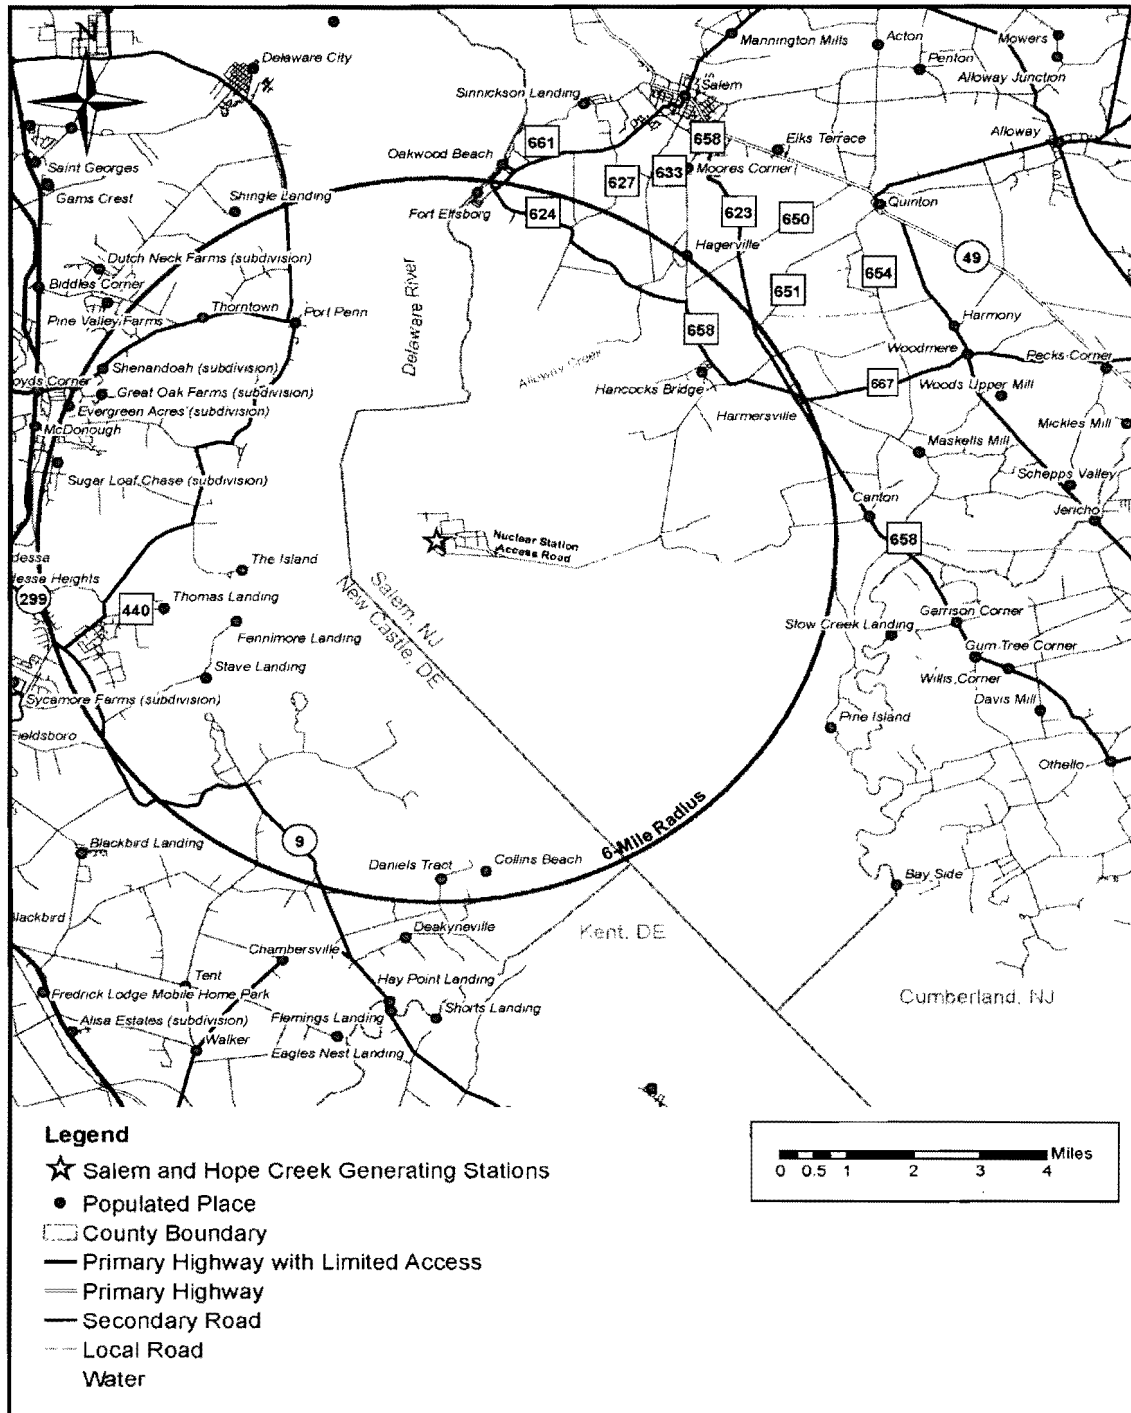 N
Delaware City
Mannington Mills
Acton
Mowers
Penton
Alloway Junction
Sinnickson Landing
Salem
Alloway
661
658
Elks Terrace
Oakwood Beach
Saint Georges
633
Moores Corner
627
Gams Crest
Shingle Landing
Fort Elfsborg
624
623
650
Quinton
Hagerville
49
Dutch Neck Farms (subdivision)
654
Biddles Corner
651
Delaware River
Pine Valley Farms
Thorntown
Port Penn
658
Harmony
Woodmere
Pecks Corner
Alloway Creek
Shenandoah (subdivision)
oyds Corner
Great Oak Farms (subdivision)
Hancocks Bridge
667
Woods Upper Mill
Evergreen Acres (subdivision)
Harmersville
McDonough
Mickles Mill
Maskells Mill
Sugar Loaf Chase (subdivision)
Schepps Valley
Canton
Jericho
Nuclear Station
Access Road
658
dessa
The Island
dessa Heights
299
440
Thomas Landing
Salem, NJ
New Castle, DE
Garrison Corner
Fennimore Landing
Stow Creek Landing
Gum Tree Corner
Stave Landing
Willis Corner
Sycamore Farms (subdivision)
Davis Mill
Pine Island
Fieldsboro
Othello
6-Mile Radius
9
Blackbird Landing
Daniels Tract
Collins Beach
Bay Side
lackbird
Deakyneville
Kent, DE
Chambersville
Tent
Hay Point Landing
Fredrick Lodge Mobile Home Park
Cumberland, NJ
Alisa Estates (subdivision)
Flemings Landing
Shorts Landing
Walker
Eagles Nest Landing
Legend
Salem and Hope Creek Generating Stations
Populated Place
County Boundary
Primary Highway with Limited Access
Primary Highway
Secondary Road
Local Road
Water
Miles
0 0.5 1 2 3 4